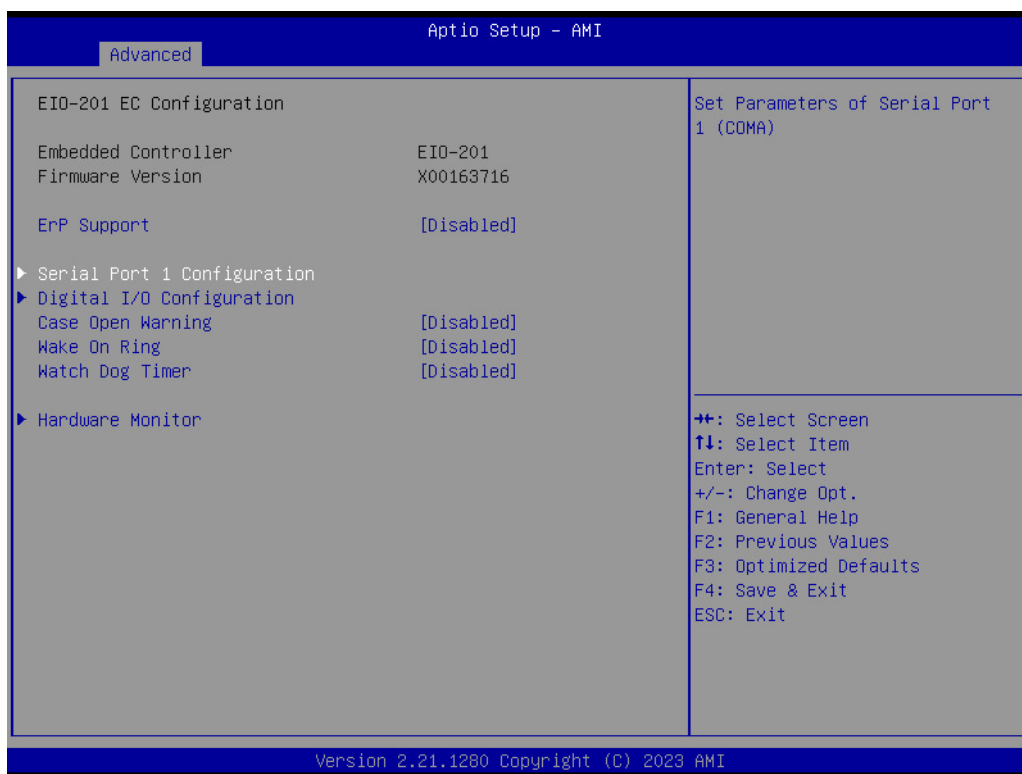 Aptio Setup – AMI
Advanced
EIO-201 EC Configuration
Embedded Controller EIO-201
Firmware Version X00163716
ErP Support [Disabled]
Serial Port 1 Configuration
Digital I/O Configuration
Case Open Warning [Disabled]
Wake On Ring [Disabled]
Watch Dog Timer [Disabled]
Hardware Monitor
Set Parameters of Serial Port
1 (COMA)
→←: Select Screen
↑↓: Select Item
Enter: Select
+/-: Change Opt.
F1: General Help
F2: Previous Values
F3: Optimized Defaults
F4: Save & Exit
ESC: Exit
Version 2.21.1280 Copyright (C) 2023 AMI